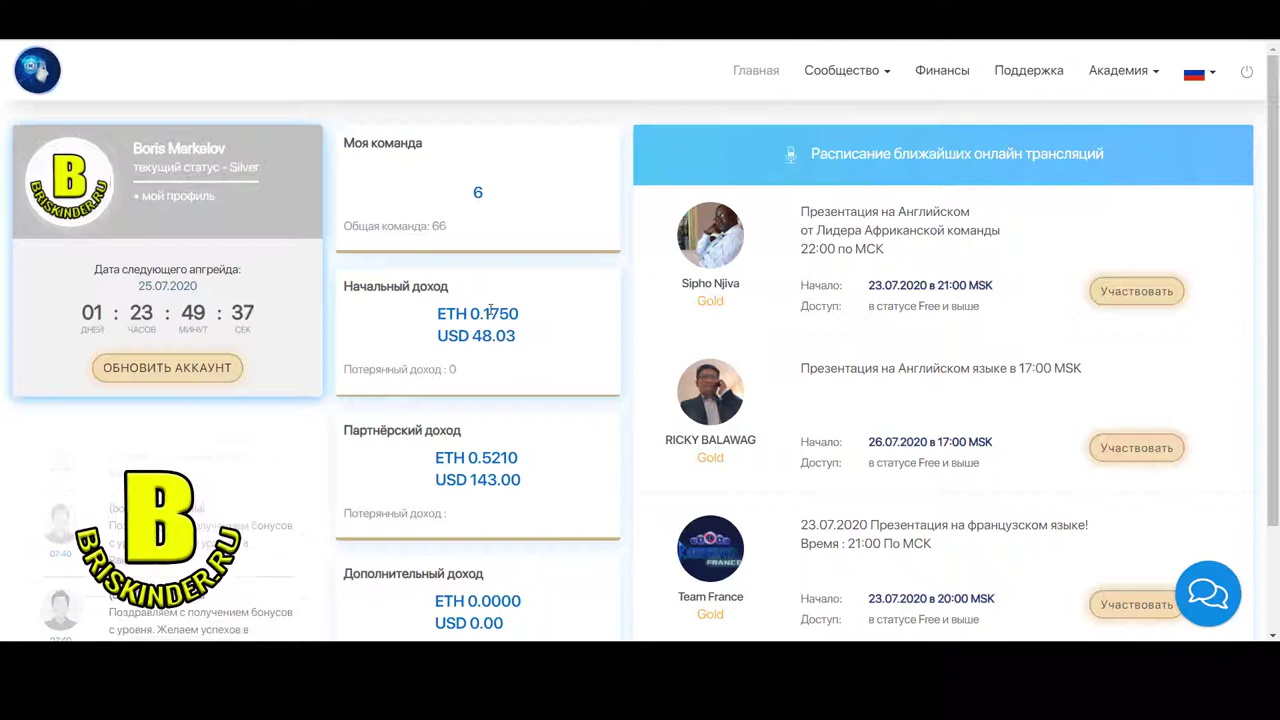 Главная
Сообщество
Финансы
Поддержка
Академия
Boris Markelov
текущий статус - Silver
• мой профиль
B
BRISKINDER.RU
Дата следующего апгрейда:
25.07.2020
01 : 23 : 49 : 37
ДНЕЙ ЧАСОВ МИНУТ СЕК
ОБНОВИТЬ АККАУНТ
B
BRISKINDER.RU
бонусов
07:40
Поздравляем с получением бонусов
с уровня. Желаем успехов в
Моя команда
6
Общая команда: 66
Начальный доход
ETH 0.1750
USD 48.03
Потерянный доход : 0
Партнёрский доход
ETH 0.5210
USD 143.00
Потерянный доход :
Дополнительный доход
ETH 0.0000
USD 0.00
Расписание ближайших онлайн трансляций
Sipho Njiva
Gold
Презентация на Английском
от Лидера Африканской команды
22:00 по МСК
Начало: 23.07.2020 в 21:00 MSK
Доступ: в статусе Free и выше
Участвовать
RICKY BALAWAG
Gold
Презентация на Английском языке в 17:00 MSK
Начало: 26.07.2020 в 17:00 MSK
Доступ: в статусе Free и выше
Участвовать
FRANCE
Team France
Gold
23.07.2020 Презентация на французском языке!
Время : 21:00 По МСК
Начало: 23.07.2020 в 20:00 MSK
Доступ: в статусе Free и выше
Участвовать